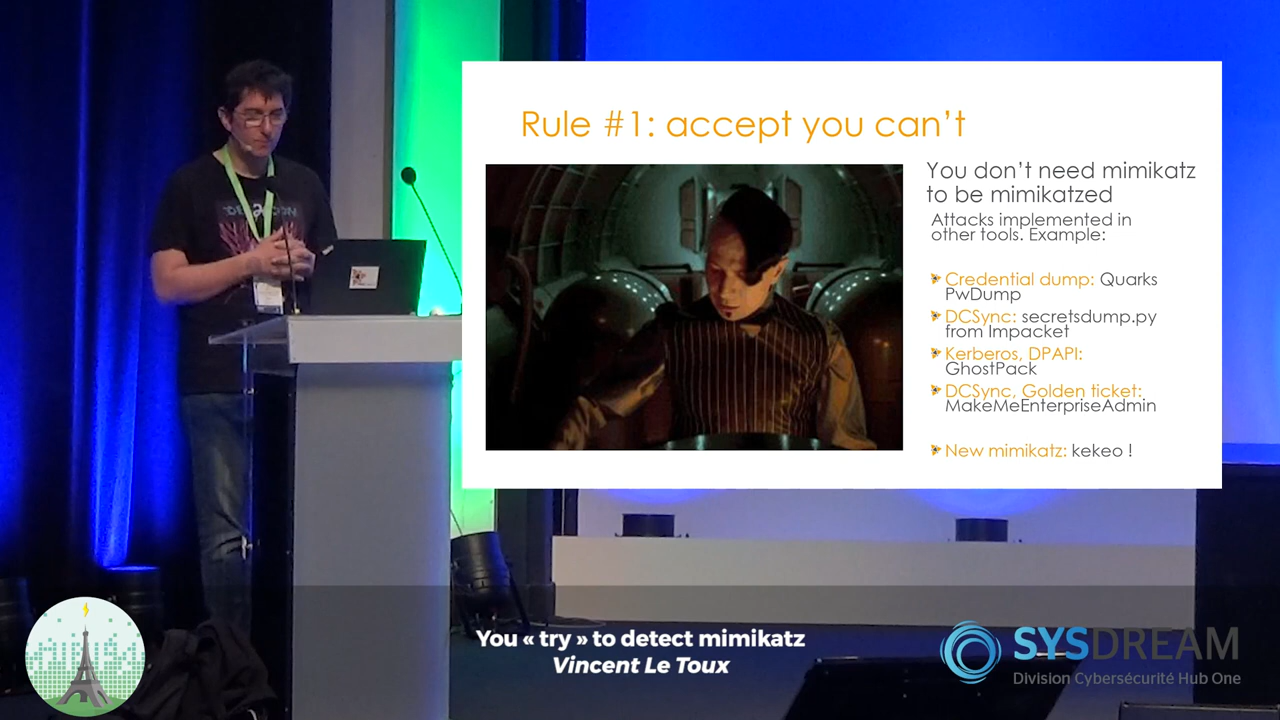 Rule #1: accept you can't
You don't need mimikatz
to be mimikatzed
Attacks implemented in
other tools. Example:
Credential dump: Quarks
PwDump
DCSync: secretsdump.py
from Impacket
Kerberos, DPAPI:
GhostPack
DCSync, Golden ticket:
MakeMeEnterpriseAdmin
New mimikatz: kekeo !
You « try » to detect mimikatz
Vincent Le Toux
SYSDREAM
Division Cybersécurité Hub One